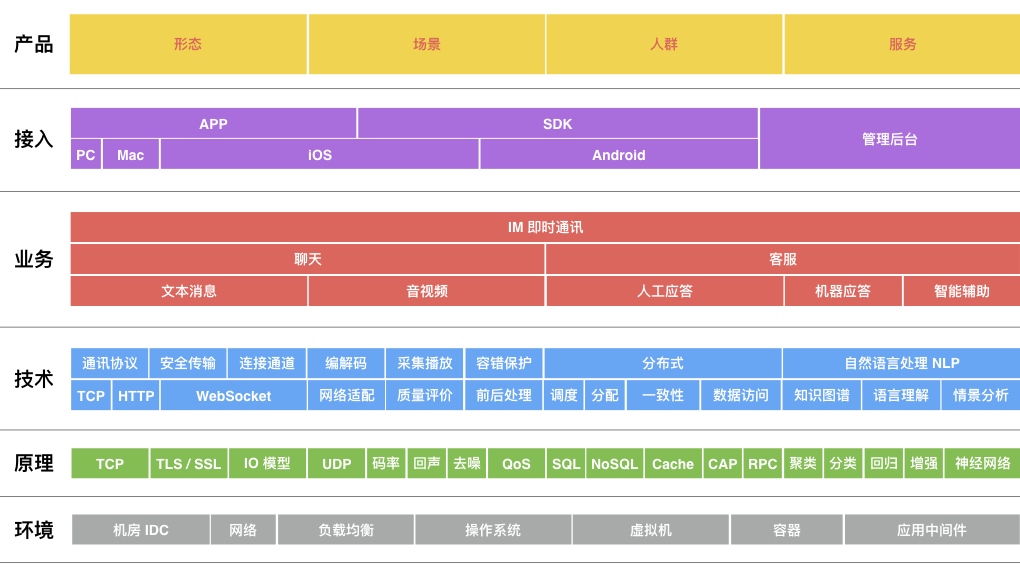 产品 形态 场景 人群 服务
接入 APP SDK 管理后台
PC Mac iOS Android
业务 IM 即时通讯
聊天 客服
文本消息 音视频 人工应答 机器应答 智能辅助
技术 通讯协议 安全传输 连接通道 编解码 采集播放 容错保护 分布式 自然语言处理 NLP
TCP HTTP WebSocket 网络适配 质量评价 前后处理 调度 分配 一致性 数据访问 知识图谱 语言理解 情景分析
原理 TCP TLS / SSL IO 模型 UDP 码率 回声 去噪 QoS SQL NoSQL Cache CAP RPC 聚类 分类 回归 增强 神经网络
环境 机房 IDC 网络 负载均衡 操作系统 虚拟机 容器 应用中间件